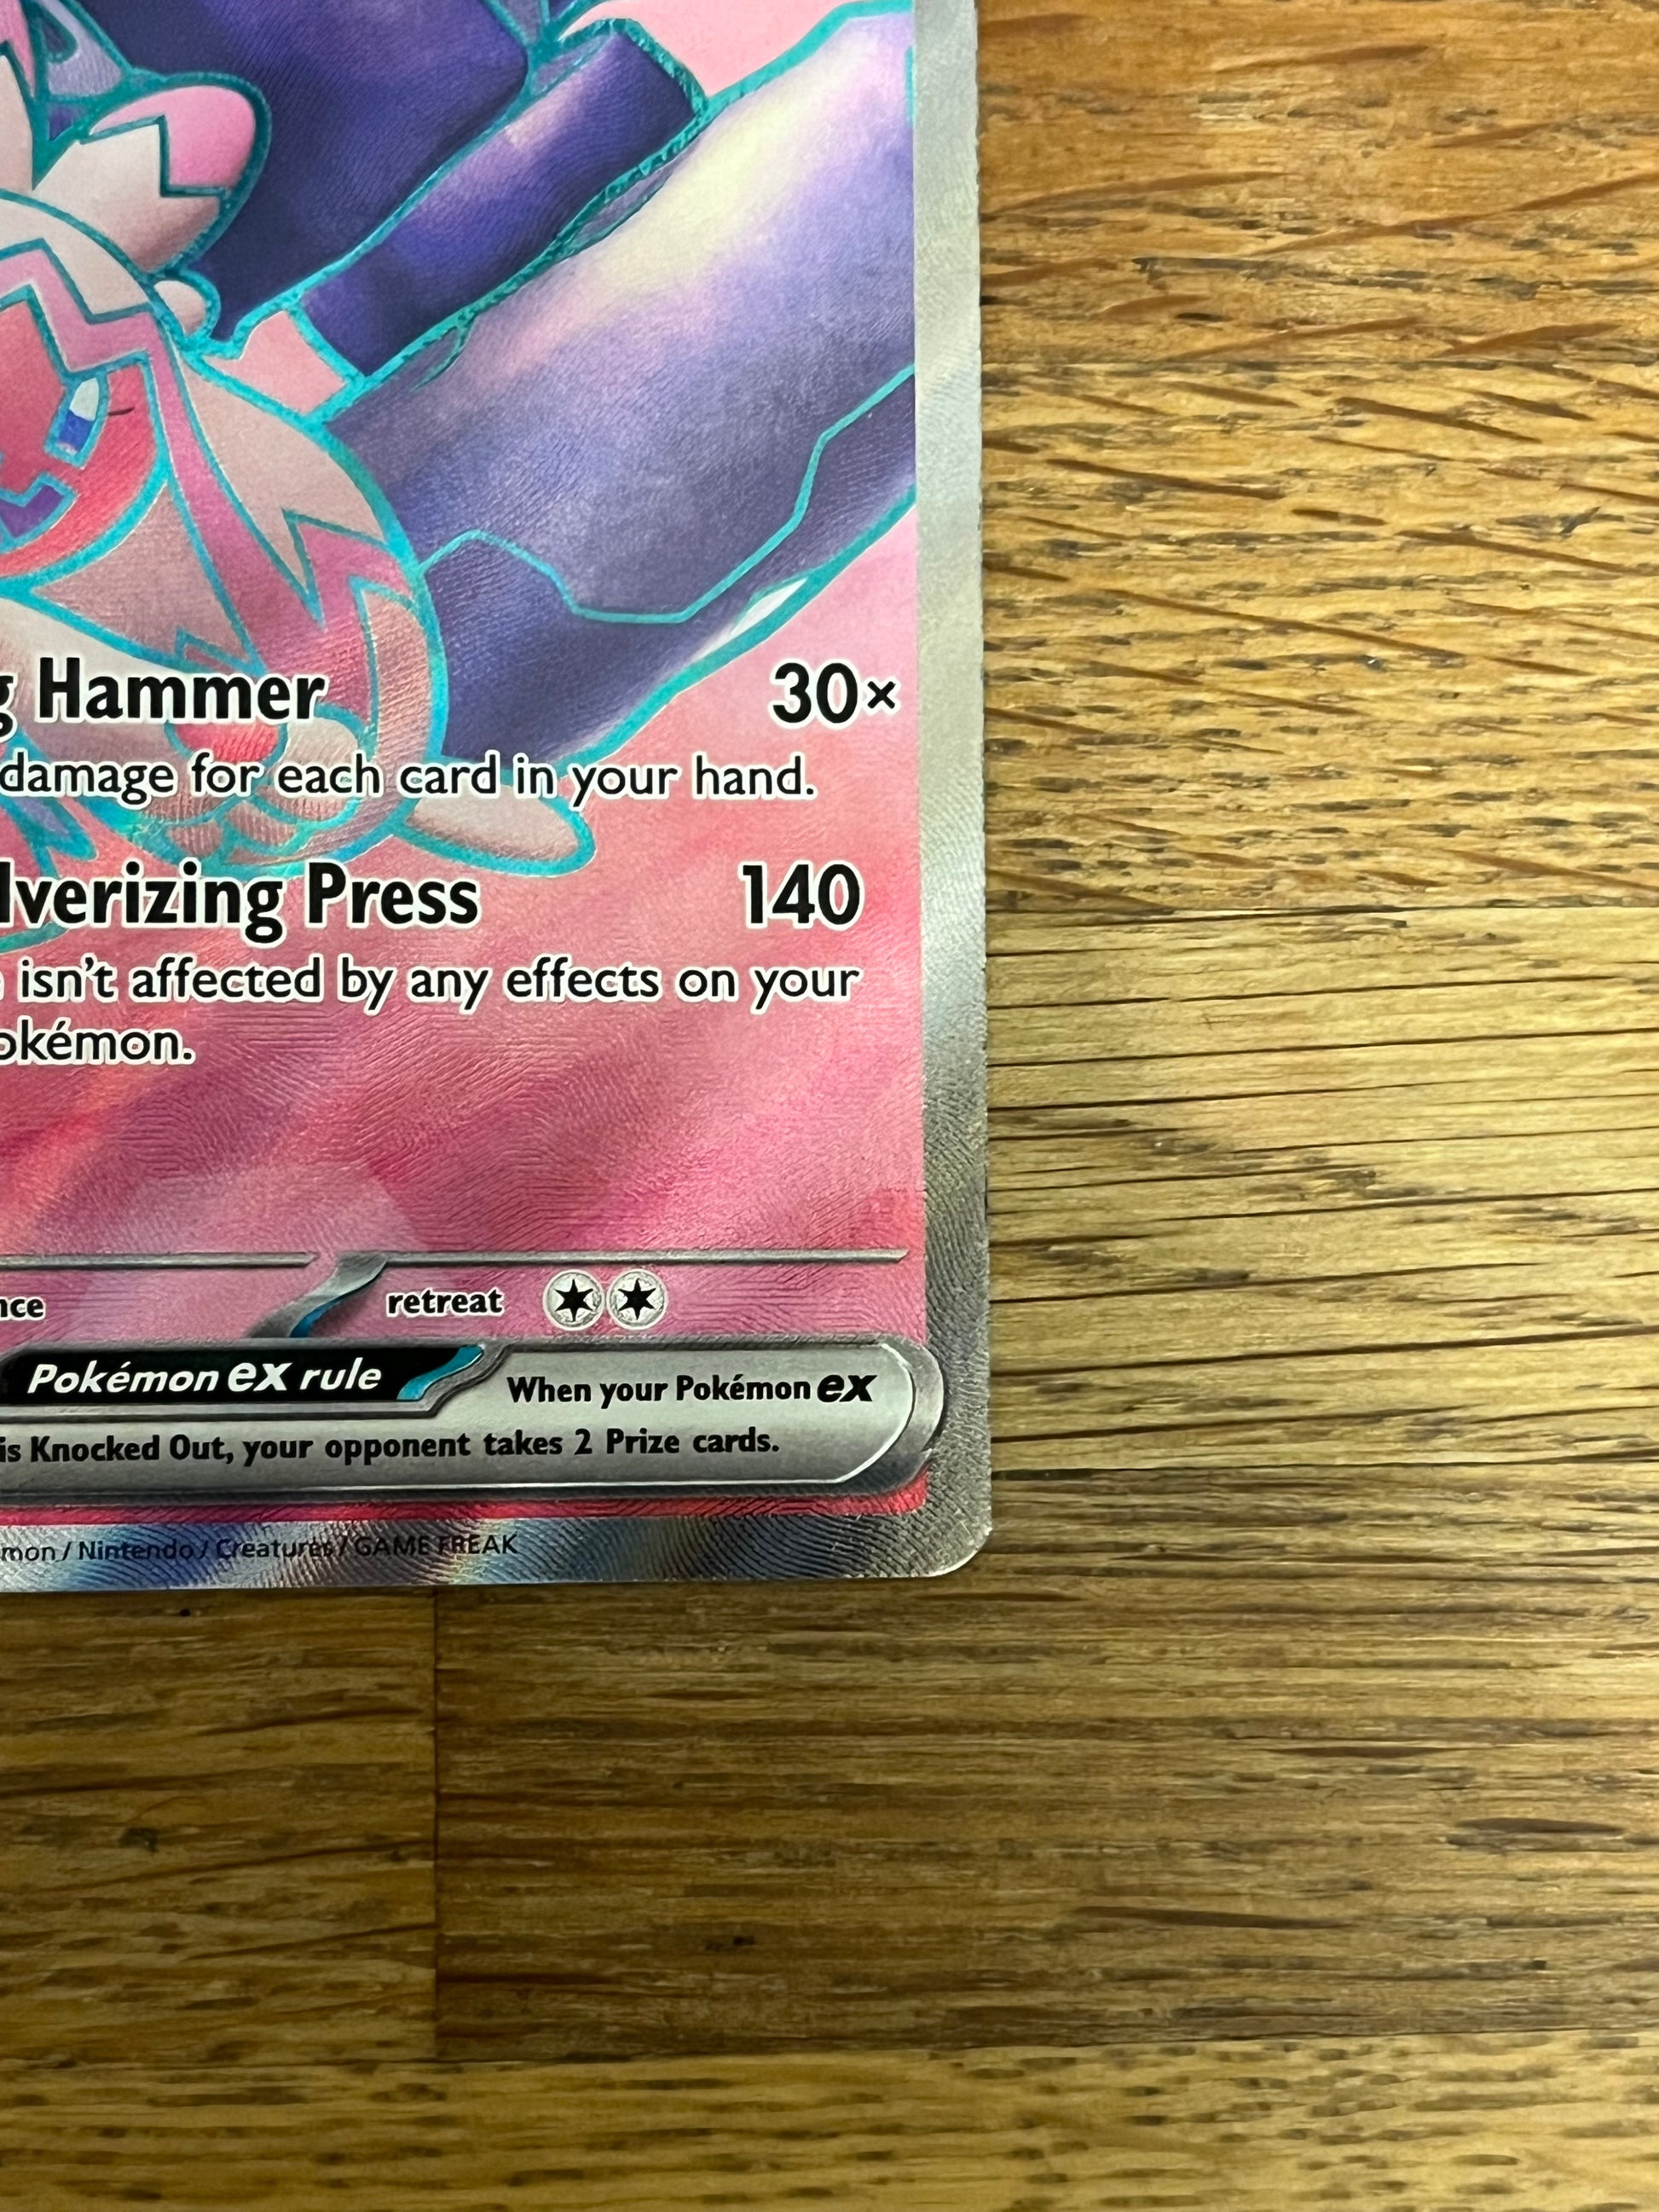 g Hammer 30×
damage for each card in your hand.
lverizing Press 140
isn't affected by any effects on your
okémon.
nce retreat
Pokémon ex rule When your Pokémon ex
is Knocked Out, your opponent takes 2 Prize cards.
mon / Nintendo / Creatures / GAME FREAK